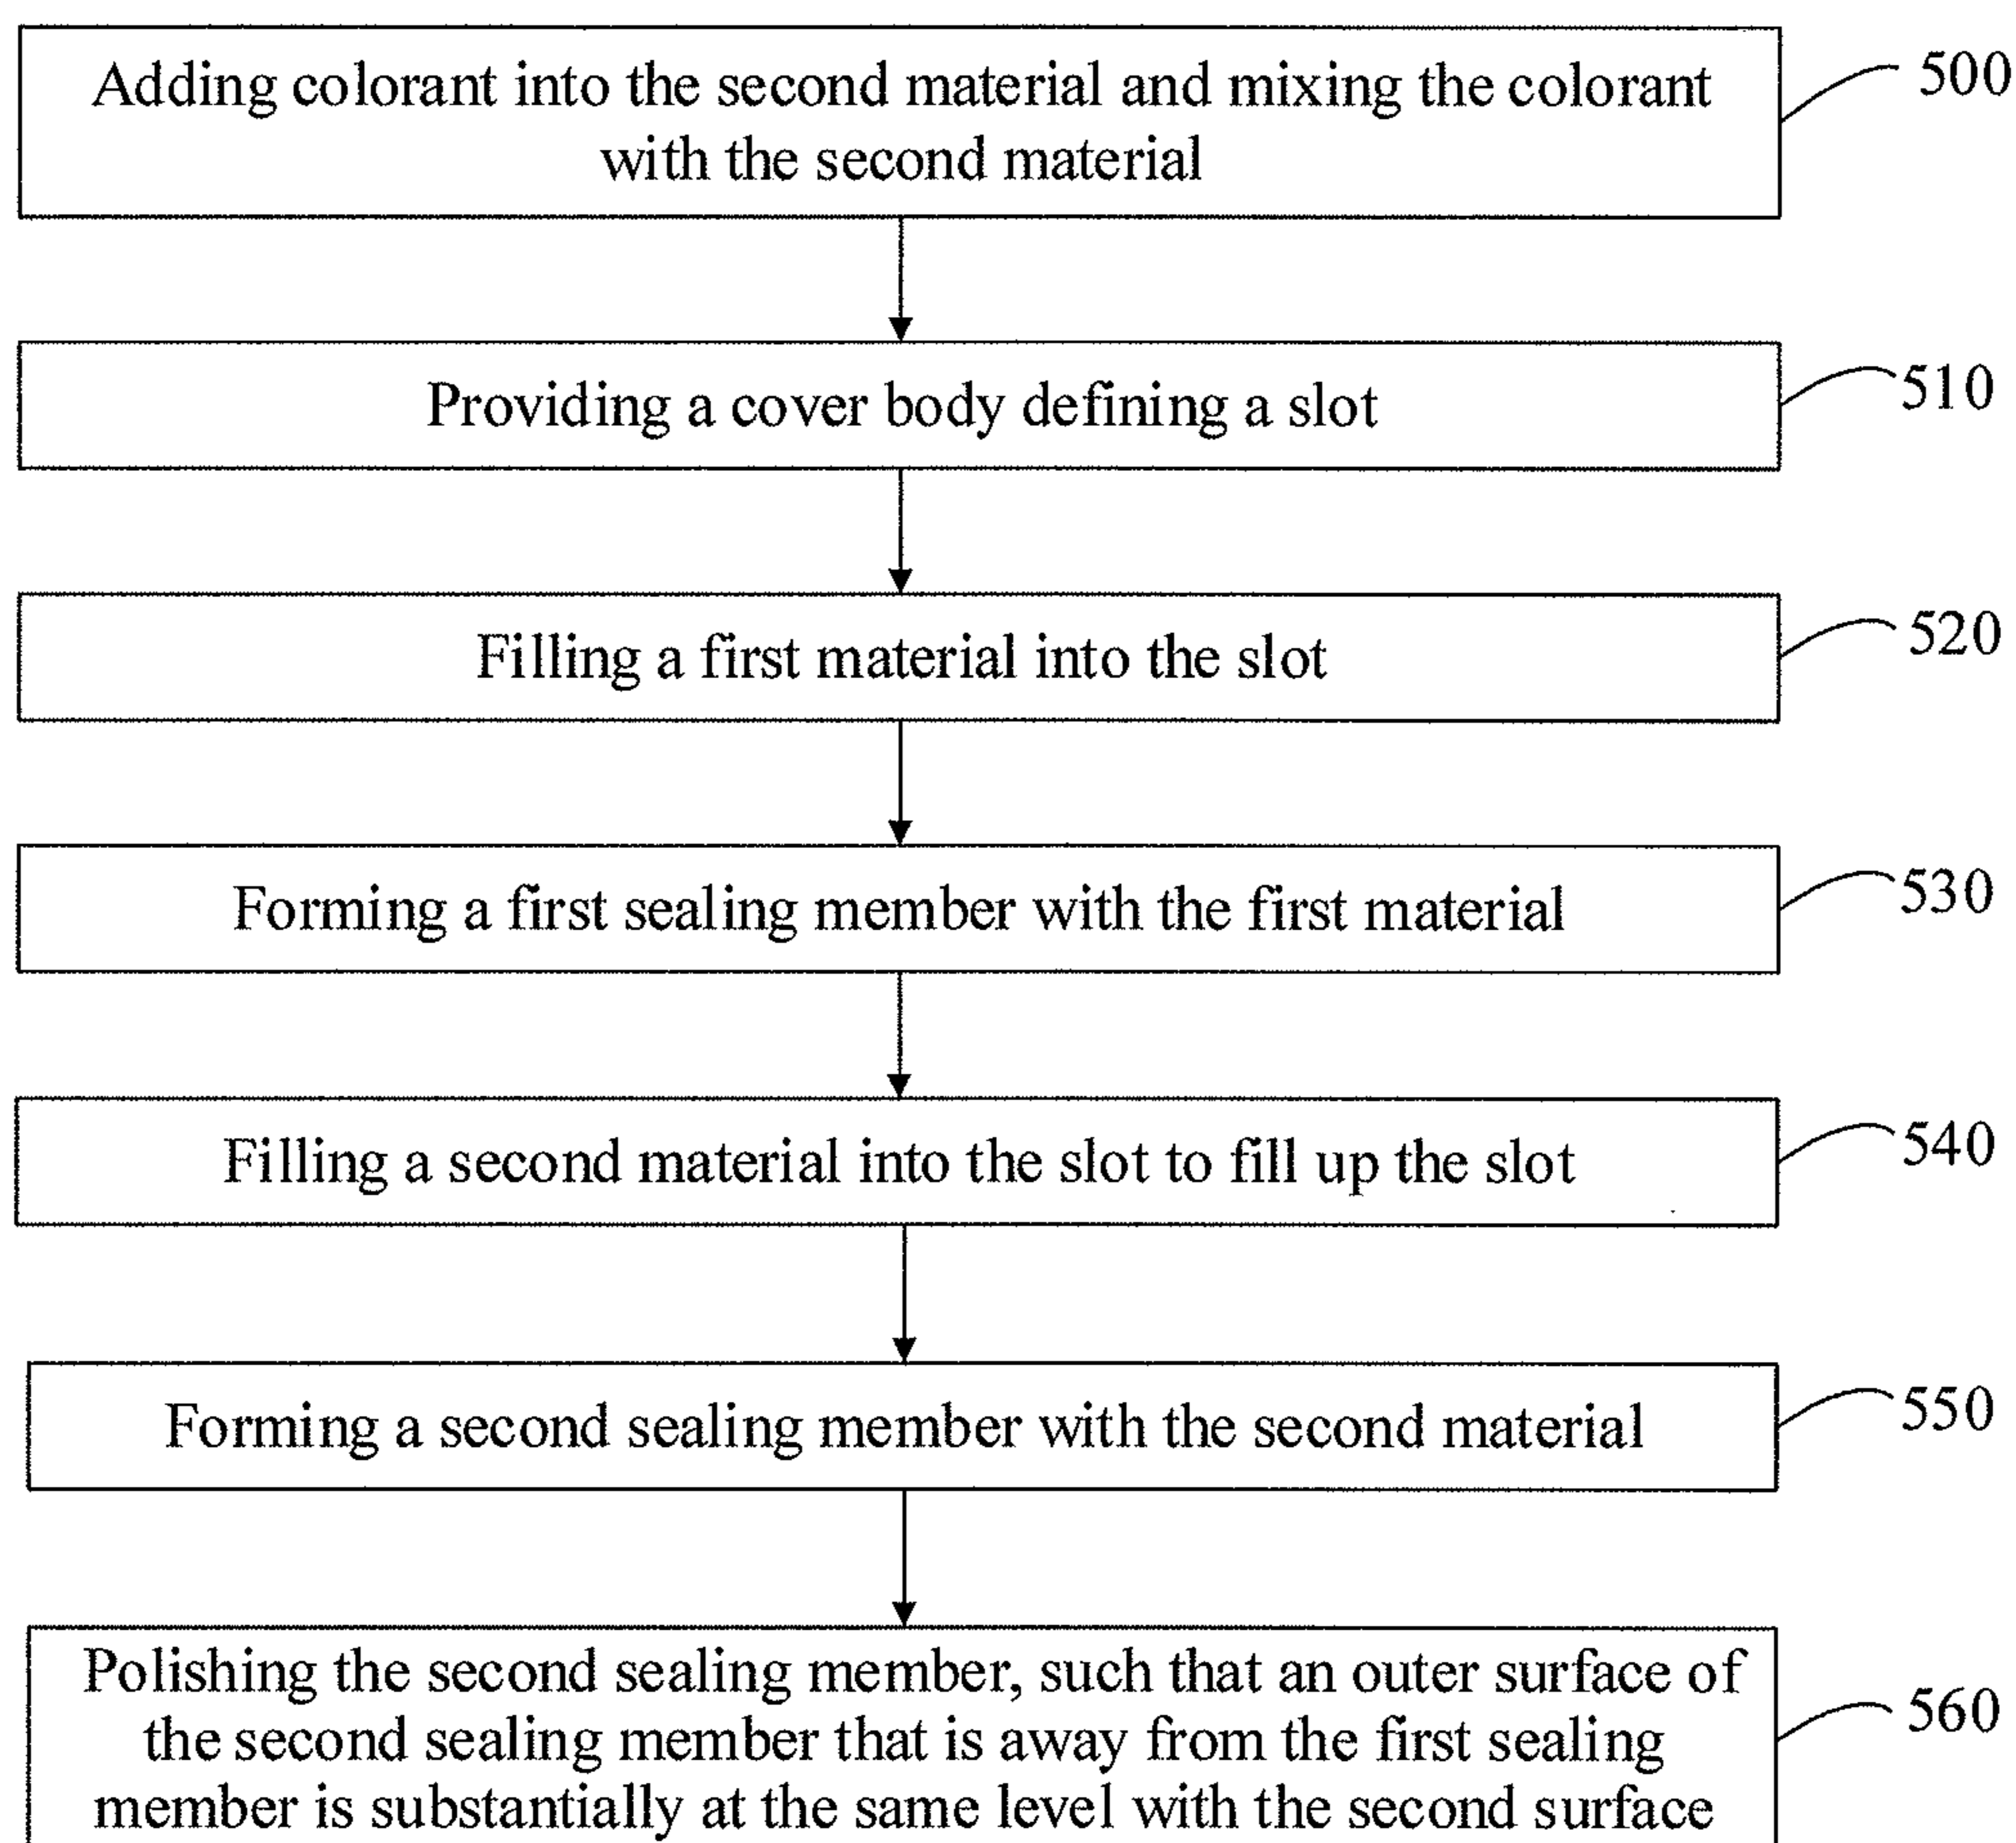 Adding colorant into the second material and mixing the colorant
with the second material
500
Providing a cover body defining a slot
510
Filling a first material into the slot
520
Forming a first sealing member with the first material
530
Filling a second material into the slot to fill up the slot
540
Forming a second sealing member with the second material
550
Polishing the second sealing member, such that an outer surface of
the second sealing member that is away from the first sealing
member is substantially at the same level with the second surface
560